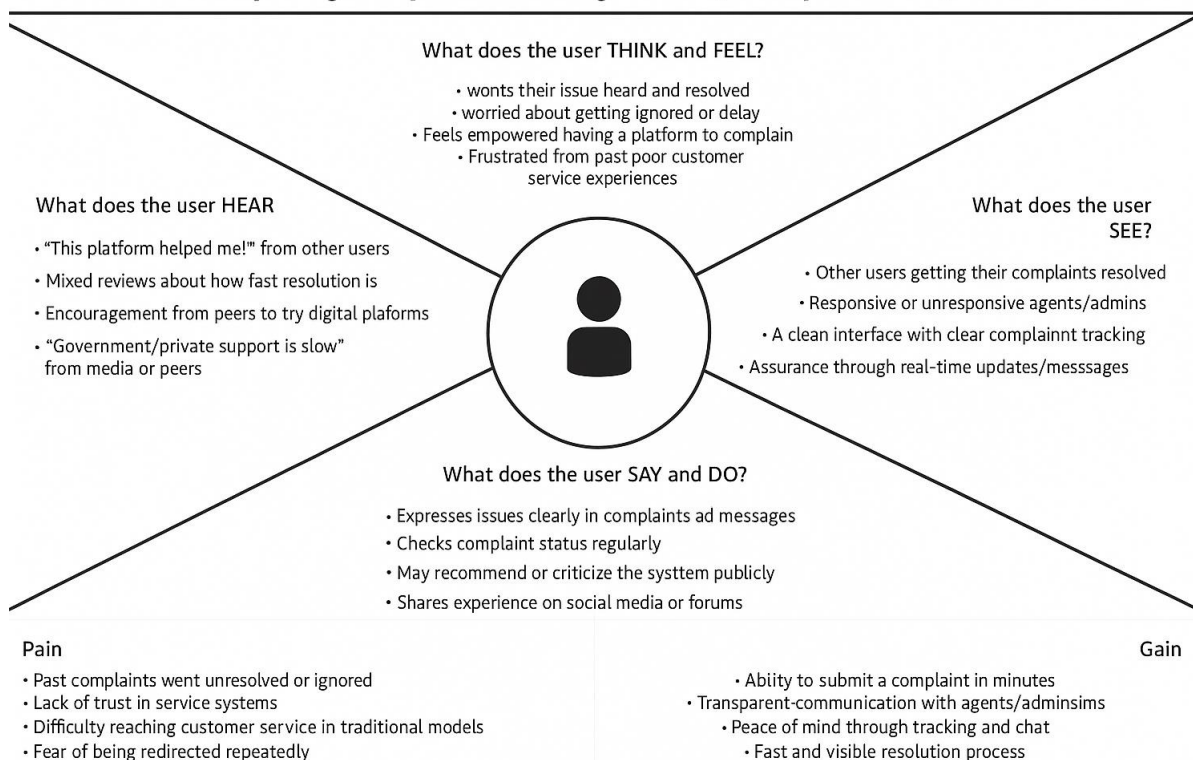 What does the user THINK and FEEL?
• wonts their issue heard and resolved
• worried about getting ignored or delay
• Feels empowered having a platform to complain
• Frustrated from past poor customer
service experiences
What does the user HEAR
• “This platform helped me!"” from other users
• Mixed reviews about how fast resolution is
• Encouragement from peers to try digital plaforms
• “Government/private support is slow”
from media or peers
What does the user
SEE?
• Other users getting their complaints resolved
• Responsive or unresponsive agents/admins
• A clean interface with clear complainnt tracking
• Assurance through real-time updates/messsages
What does the user SAY and DO?
• Expresses issues clearly in complaints ad messages
• Checks complaint status regularly
• May recommend or criticize the systtem publicly
• Shares experience on social media or forums
Pain
• Past complaints went unresolved or ignored
• Lack of trust in service systems
• Difficulty reaching customer service in traditional models
• Fear of being redirected repeatedly
Gain
• Abiity to submit a complaint in minutes
• Transparent-communication with agents/adminsims
• Peace of mind through tracking and chat
• Fast and visible resolution process